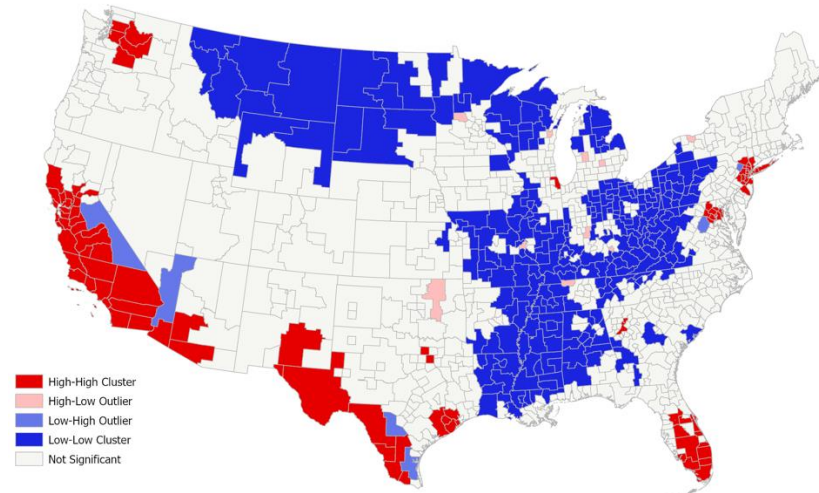 High-High Cluster
High-Low Outlier
Low-High Outlier
Low-Low Cluster
Not Significant